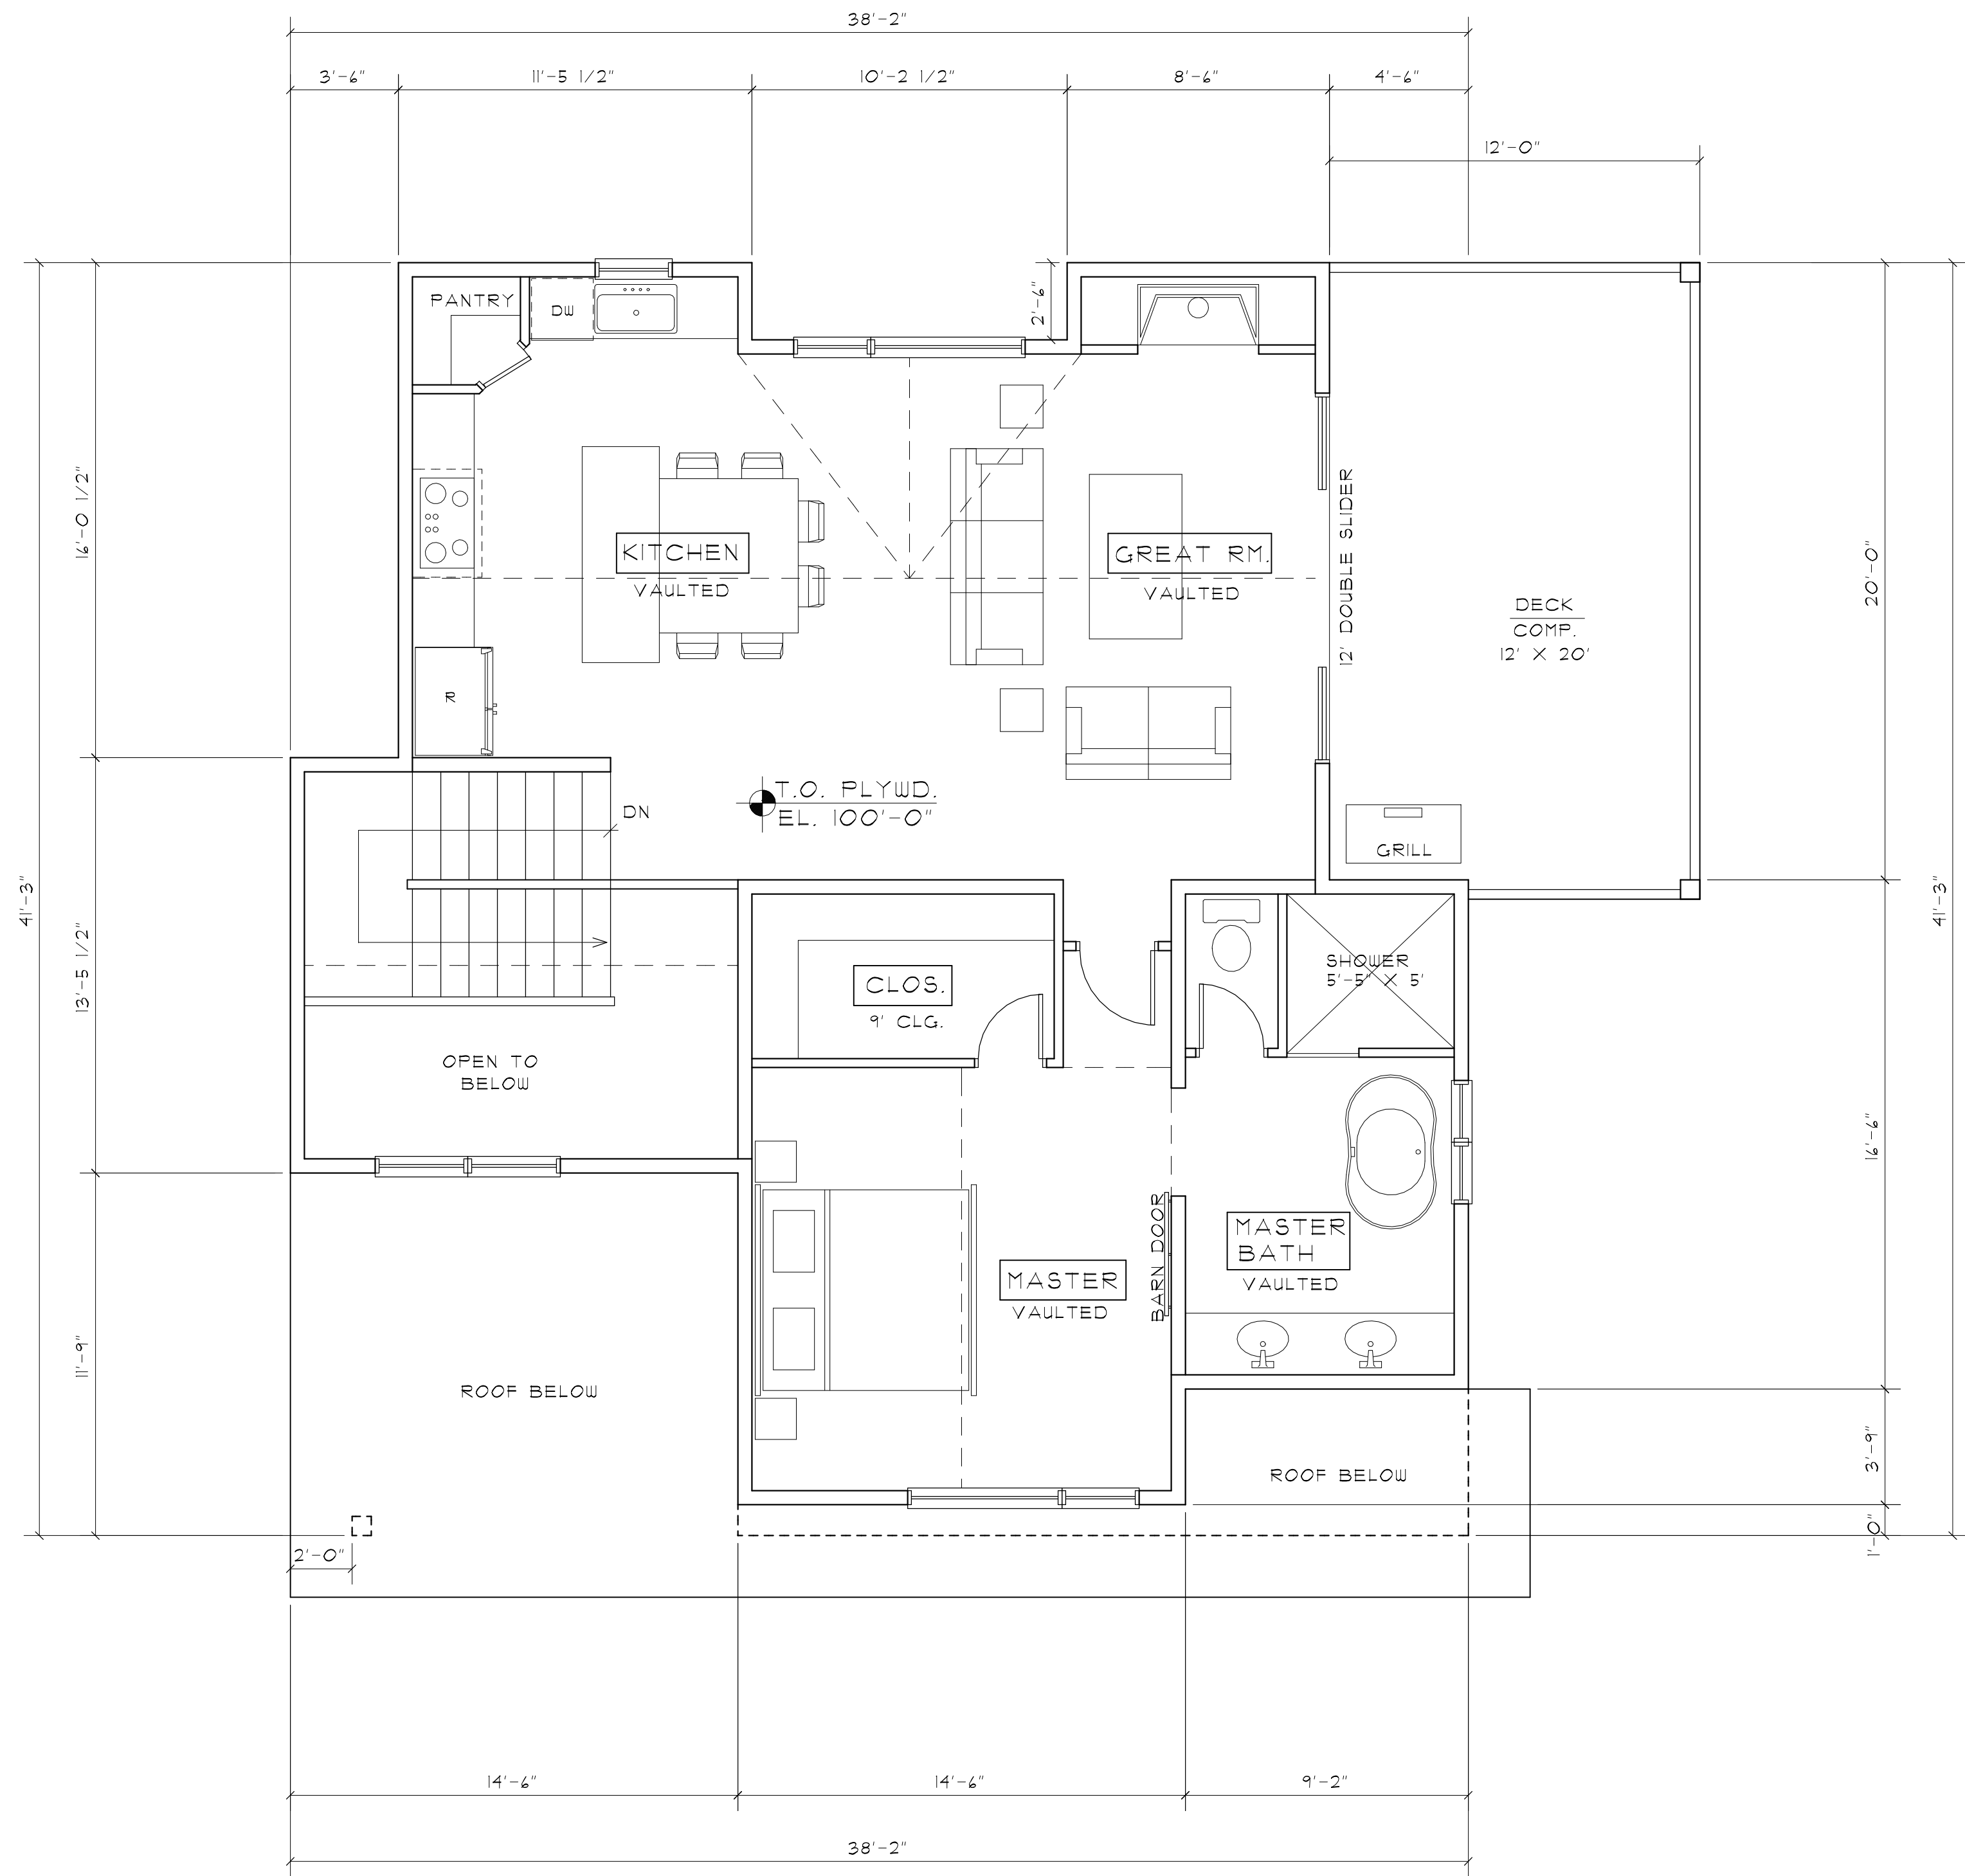 38'-2"
3'-6"
11'-5 1/2"
10'-2 1/2"
8'-6"
4'-6"
12'-0"
PANTRY
DW
2'-6"
16'-0 1/2"
12' DOUBLE SLIDER
KITCHEN
VAULTED
GREAT RM.
VAULTED
20'-0"
DECK
COMP.
12' X 20'
R
T.O. PLYWD.
EL. 100'-0"
DN
GRILL
41'-3"
41'-3"
13'-5 1/2"
CLOS.
9' CLG.
SHOWER
5'-5" X 5'
OPEN TO
BELOW
16'-6"
BARN DOOR
MASTER
BATH
VAULTED
MASTER
VAULTED
11'-9"
ROOF BELOW
3'-9"
ROOF BELOW
1'-0"
2'-0"
14'-6"
14'-6"
9'-2"
38'-2"